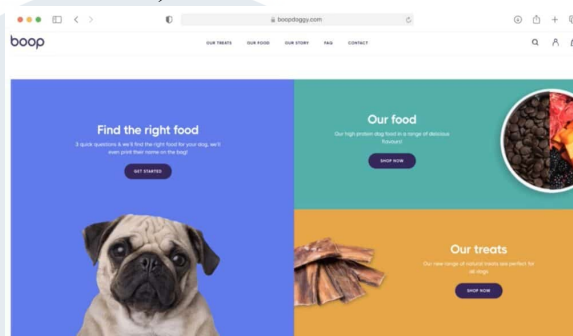 boopdoggy.com
boop
OUR TREATS OUR FOOD OUR STORY FAQ CONTACT
Find the right food
3 quick questions & we'll find the right food for your dog, we'll
even print their name on the bag!
GET STARTED
Our food
Our high protein dog food in a range of delicious
flavours!
SHOP NOW
Our treats
Our new range of natural treats are perfect for
all dogs
SHOP NOW